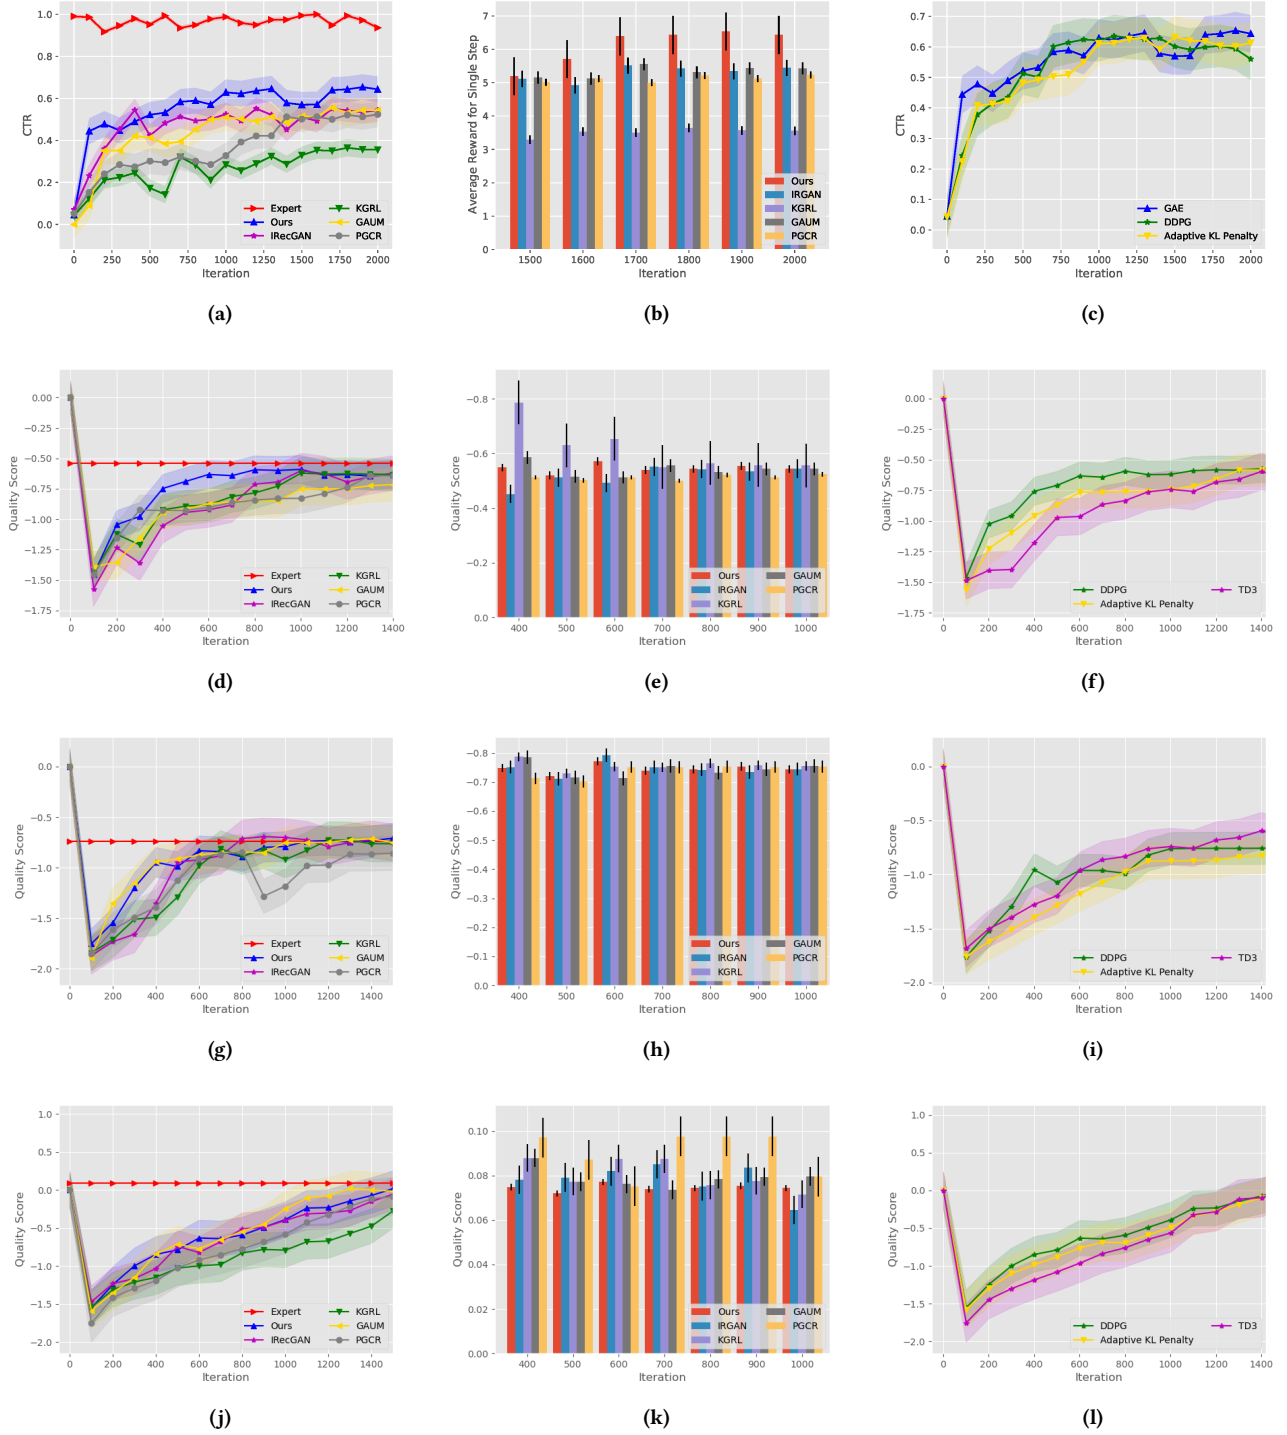 1.0
0.8
0.6
0.4
0.2
0.0
CTR
0 250 500 750 1000 1250 1500 1750 2000
Iteration
Expert
Ours
IRecGAN
KGRL
GAUM
PGCR
(a)
7
6
5
4
3
2
1
0
Average Reward for Single Step
1500 1600 1700 1800 1900 2000
Iteration
Ours
IRGAN
KGRL
GAUM
PGCR
(b)
0.7
0.6
0.5
0.4
0.3
0.2
0.1
0.0
CTR
0 250 500 750 1000 1250 1500 1750 2000
Iteration
GAE
DDPG
Adaptive KL Penalty
(c)
0.00
−0.25
−0.50
−0.75
−1.00
−1.25
−1.50
−1.75
Quality Score
0 200 400 600 800 1000 1200 1400
Iteration
Expert
Ours
IRecGAN
KGRL
GAUM
PGCR
(d)
−0.8
−0.6
−0.4
−0.2
0.0
Quality Score
400 500 600 700 800 900 1000
Iteration
Ours
IRGAN
KGRL
GAUM
PGCR
(e)
0.00
−0.25
−0.50
−0.75
−1.00
−1.25
−1.50
−1.75
Quality Score
0 200 400 600 800 1000 1200 1400
Iteration
DDPG
Adaptive KL Penalty
TD3
(f)
0.0
−0.5
−1.0
−1.5
−2.0
Quality Score
0 200 400 600 800 1000 1200 1400
Iteration
Expert
Ours
IRecGAN
KGRL
GAUM
PGCR
(g)
−0.8
−0.7
−0.6
−0.5
−0.4
−0.3
−0.2
−0.1
0.0
Quality Score
400 500 600 700 800 900 1000
Iteration
Ours
IRGAN
KGRL
GAUM
PGCR
(h)
0.0
−0.5
−1.0
−1.5
−2.0
Quality Score
0 200 400 600 800 1000 1200 1400
Iteration
DDPG
Adaptive KL Penalty
TD3
(i)
1.0
0.5
0.0
−0.5
−1.0
−1.5
−2.0
Quality Score
0 200 400 600 800 1000 1200 1400
Iteration
Expert
Ours
IRecGAN
KGRL
GAUM
PGCR
(j)
0.10
0.08
0.06
0.04
0.02
0.00
Quality Score
400 500 600 700 800 900 1000
Iteration
Ours
IRGAN
KGRL
GAUM
PGCR
(k)
1.0
0.5
0.0
−0.5
−1.0
−1.5
−2.0
Quality Score
0 200 400 600 800 1000 1200 1400
Iteration
DDPG
Adaptive KL Penalty
TD3
(l)